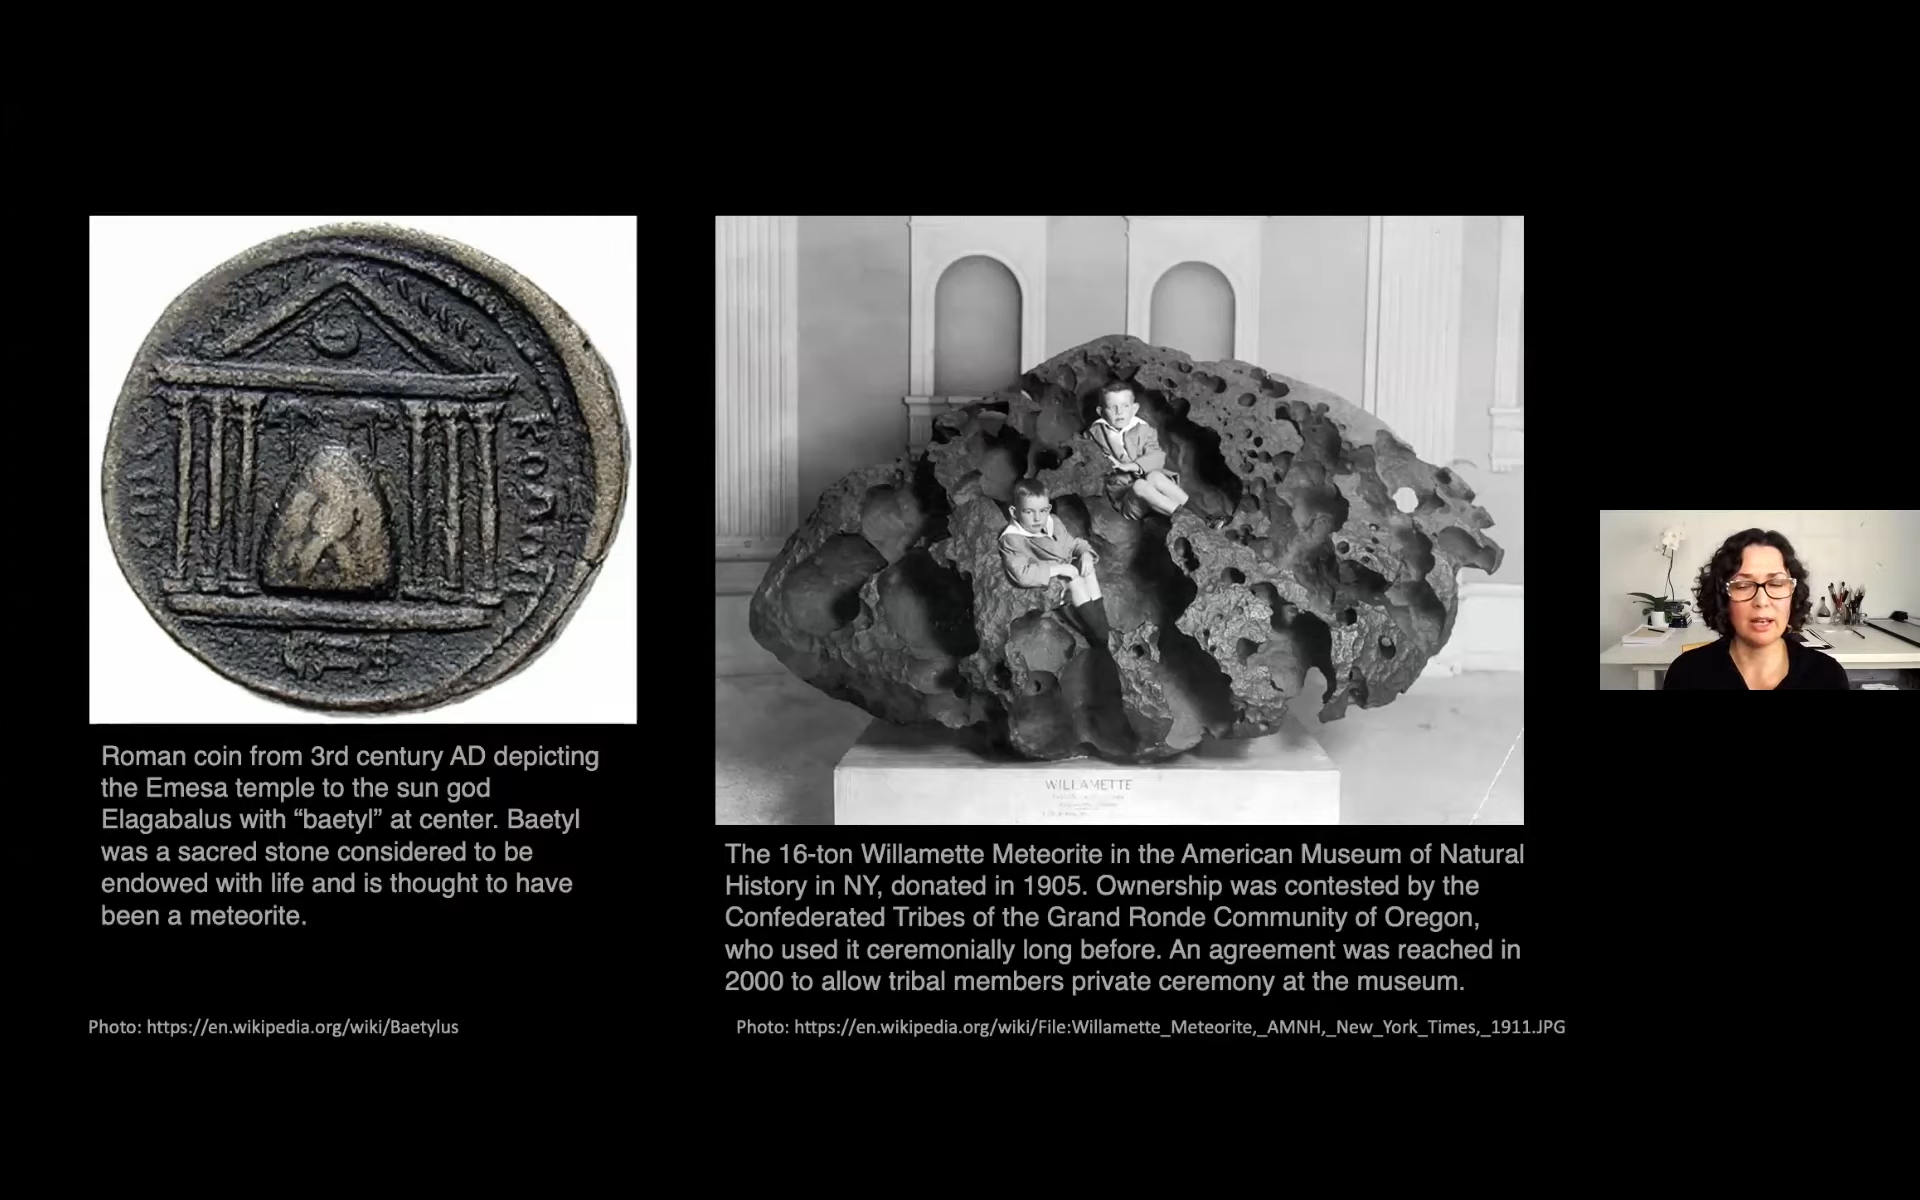 ΚΟΛΩΝ
Roman coin from 3rd century AD depicting
the Emesa temple to the sun god
Elagabalus with “baetyl” at center. Baetyl
was a sacred stone considered to be
endowed with life and is thought to have
been a meteorite.
Photo: https://en.wikipedia.org/wiki/Baetylus
WILLAMETTE
The 16-ton Willamette Meteorite in the American Museum of Natural
History in NY, donated in 1905. Ownership was contested by the
Confederated Tribes of the Grand Ronde Community of Oregon,
who used it ceremonially long before. An agreement was reached in
2000 to allow tribal members private ceremony at the museum.
Photo: https://en.wikipedia.org/wiki/File:Willamette_Meteorite,_AMNH,_New_York_Times,_1911.JPG